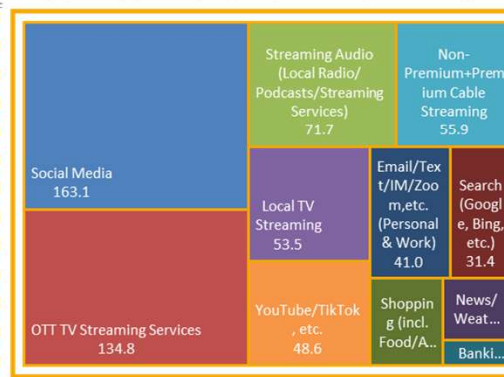 Social Media
163.1
OTT TV Streaming Services
134.8
Streaming Audio
(Local Radio/
Podcasts/Streaming
Services)
71.7
Non-
Premium+Prem
ium Cable
Streaming
55.9
Local TV
Streaming
53.5
Email/Tex
t/IM/Zoo
m,etc.
(Personal
& Work)
41.0
Search
(Googl
e, Bing,
etc.)
31.4
YouTube/TikTok
, etc.
48.6
Shoppin
g (incl.
Food/A...
News/
Weat...
Banki...